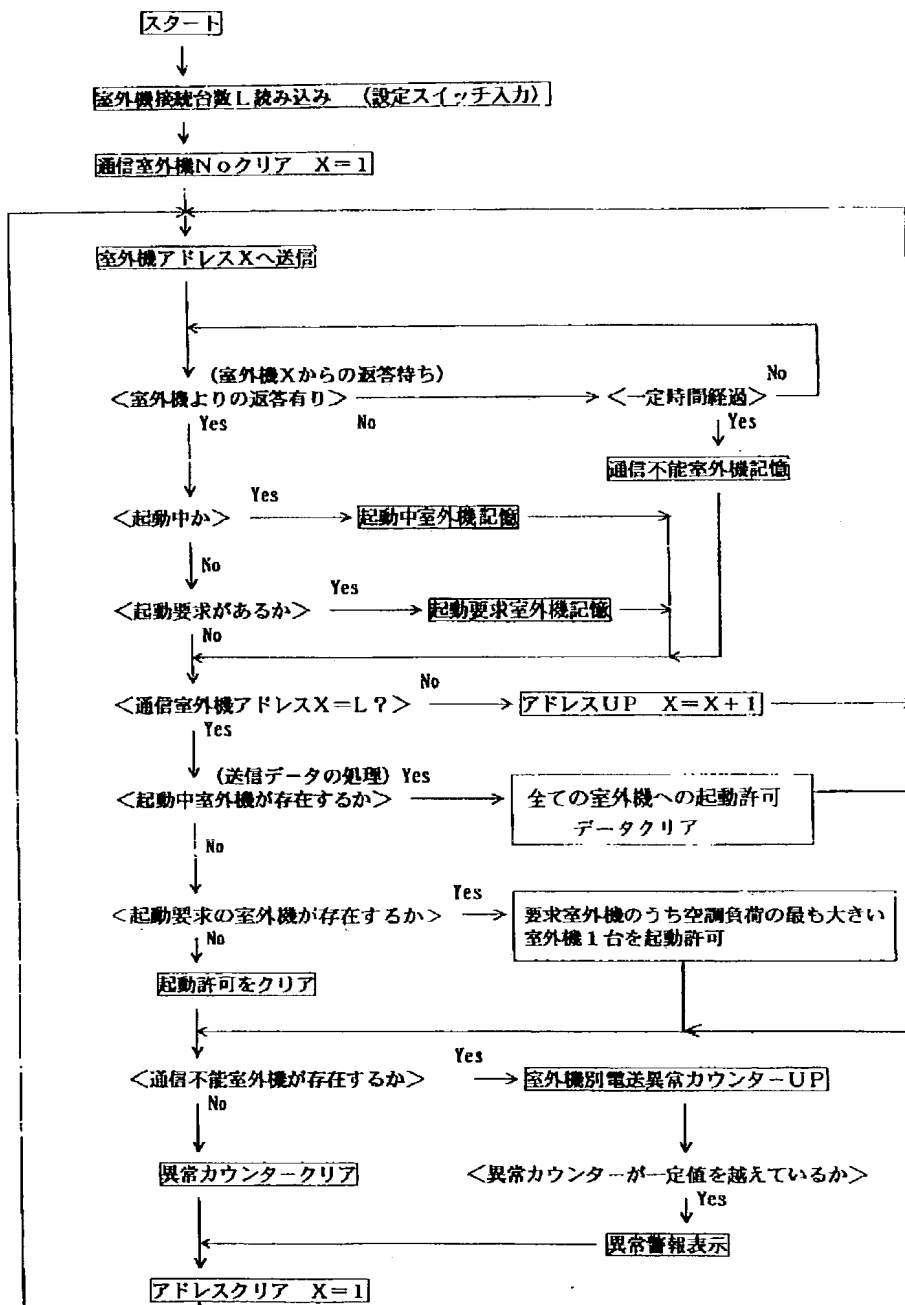 スタート
室外機接続台数L読み込み (設定スイッチ入力)
通信室外機Noクリア X=1
室外機アドレスXへ送信
(室外機Xからの返答待ち)
No
<室外機よりの返答有り>
<一定時間経過>
Yes
No
Yes
通信不能室外機記憶
Yes
<起動中か>
起動中室外機記憶
No
Yes
<起動要求があるか>
起動要求室外機記憶
No
No
<通信室外機アドレスX=L?>
アドレスUP X=X+1
Yes
(送信データの処理) Yes
<起動中室外機が存在するか>
全ての室外機への起動許可
データクリア
No
Yes
<起動要求の室外機が存在するか>
要求室外機のうち空調負荷の最も大きい
室外機1台を起動許可
No
起動許可をクリア
Yes
<通信不能室外機が存在するか>
室外機別電送異常カウンターUP
No
異常カウンタークリア
<異常カウンターが一定値を越えているか>
Yes
異常警報表示
アドレスクリア X=1